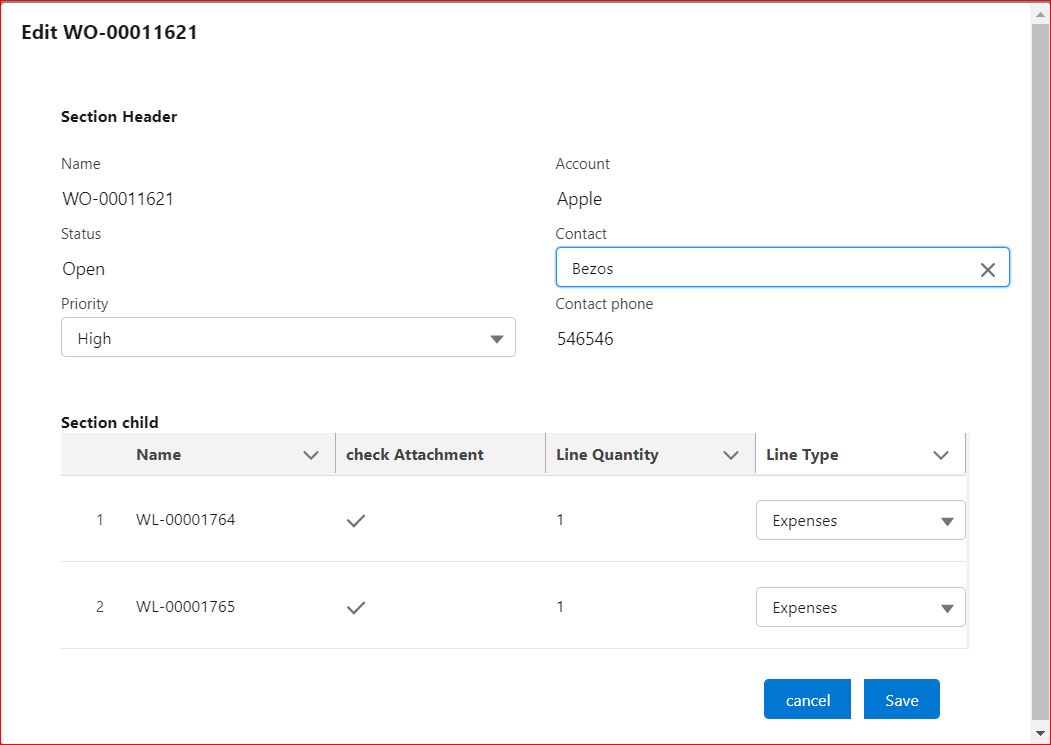 Edit WO-00011621
Section Header
Name
Account
WO-00011621
Apple
Status
Contact
Open
Bezos
Priority
Contact phone
High
546546
Section child
Name check Attachment Line Quantity Line Type
1 WL-00001764 1 Expenses
2 WL-00001765 1 Expenses
cancel Save